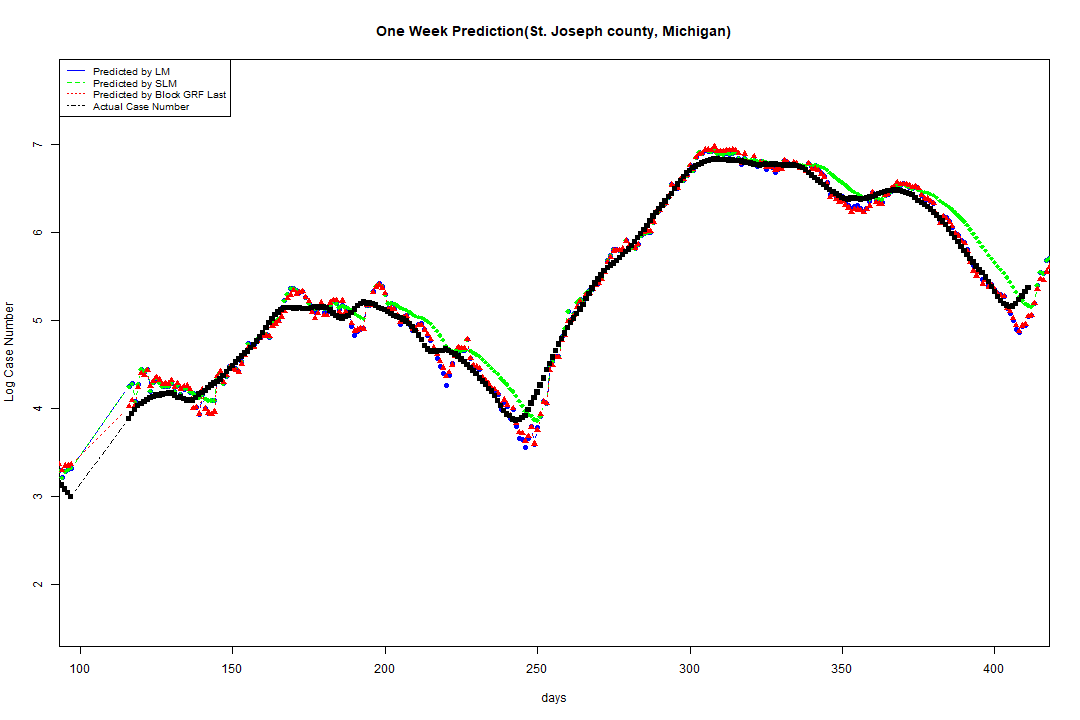 One Week Prediction(St. Joseph county, Michigan)
Predicted by LM
Predicted by SLM
Predicted by Block GRF Last
Actual Case Number
7
6
5
4
3
2
Log Case Number
100 150 200 250 300 350 400
days